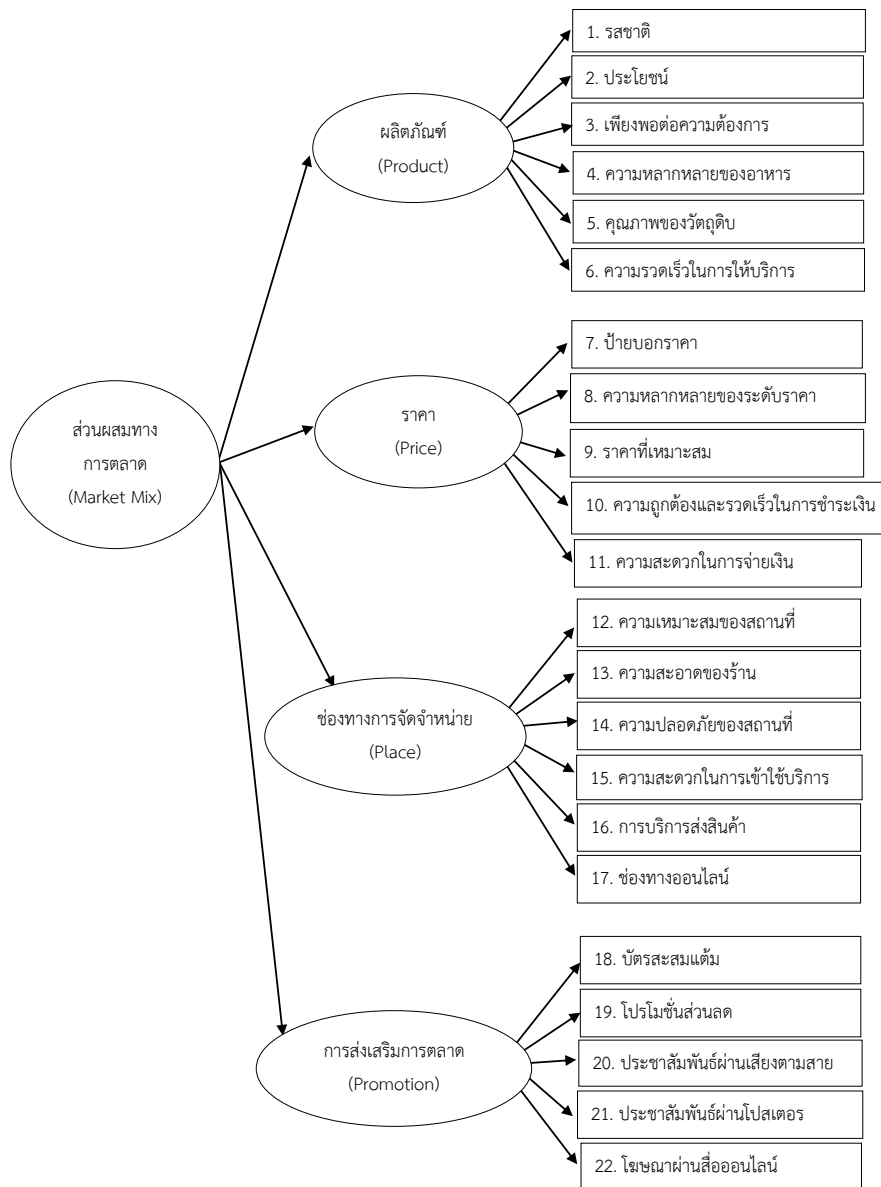 ส่วนผสมทาง
การตลาด
(Market Mix)
ผลิตภัณฑ์
(Product)
1. รสชาติ
2. ประโยชน์
3. เพียงพอต่อความต้องการ
4. ความหลากหลายของอาหาร
5. คุณภาพของวัตถุดิบ
6. ความรวดเร็วในการให้บริการ
ราคา
(Price)
7. ป้ายบอกราคา
8. ความหลากหลายของระดับราคา
9. ราคาที่เหมาะสม
10. ความถูกต้องและรวดเร็วในการชำระเงิน
11. ความสะดวกในการจ่ายเงิน
ช่องทางการจัดจำหน่าย
(Place)
12. ความเหมาะสมของสถานที่
13. ความสะอาดของร้าน
14. ความปลอดภัยของสถานที่
15. ความสะดวกในการเข้าใช้บริการ
16. การบริการส่งสินค้า
17. ช่องทางออนไลน์
การส่งเสริมการตลาด
(Promotion)
18. บัตรสะสมแต้ม
19. โปรโมชั่นส่วนลด
20. ประชาสัมพันธ์ผ่านเสียงตามสาย
21. ประชาสัมพันธ์ผ่านโปสเตอร
22. โฆษณาผ่านสื่อออนไลน์